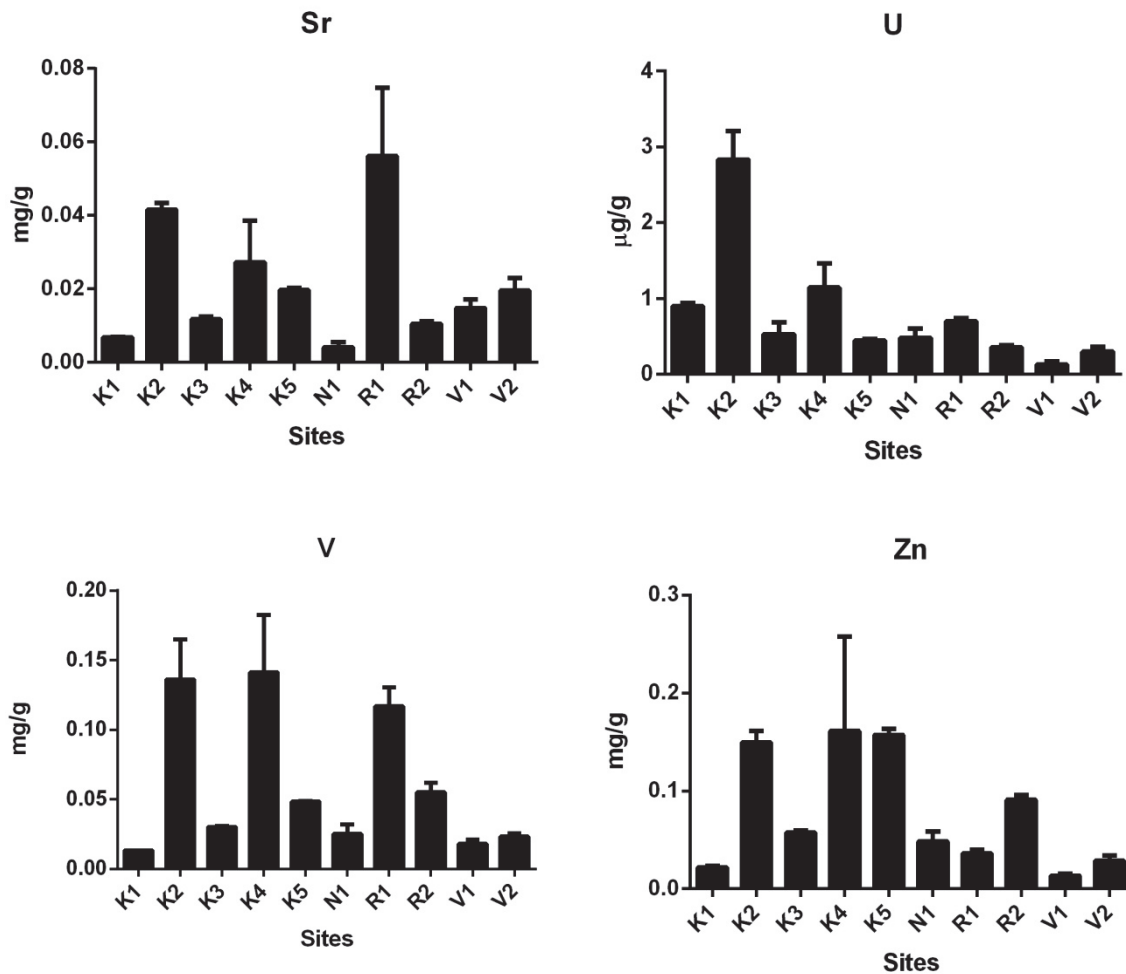 Sr
0.08
0.06
0.04
0.02
0.00
mg/g
K1 K2 K3 K4 K5 N1 R1 R2 V1 V2
Sites
U
4
3
2
1
0
μg/g
K1 K2 K3 K4 K5 N1 R1 R2 V1 V2
Sites
V
0.20
0.15
0.10
0.05
0.00
mg/g
K1 K2 K3 K4 K5 N1 R1 R2 V1 V2
Sites
Zn
0.3
0.2
0.1
0.0
mg/g
K1 K2 K3 K4 K5 N1 R1 R2 V1 V2
Sites